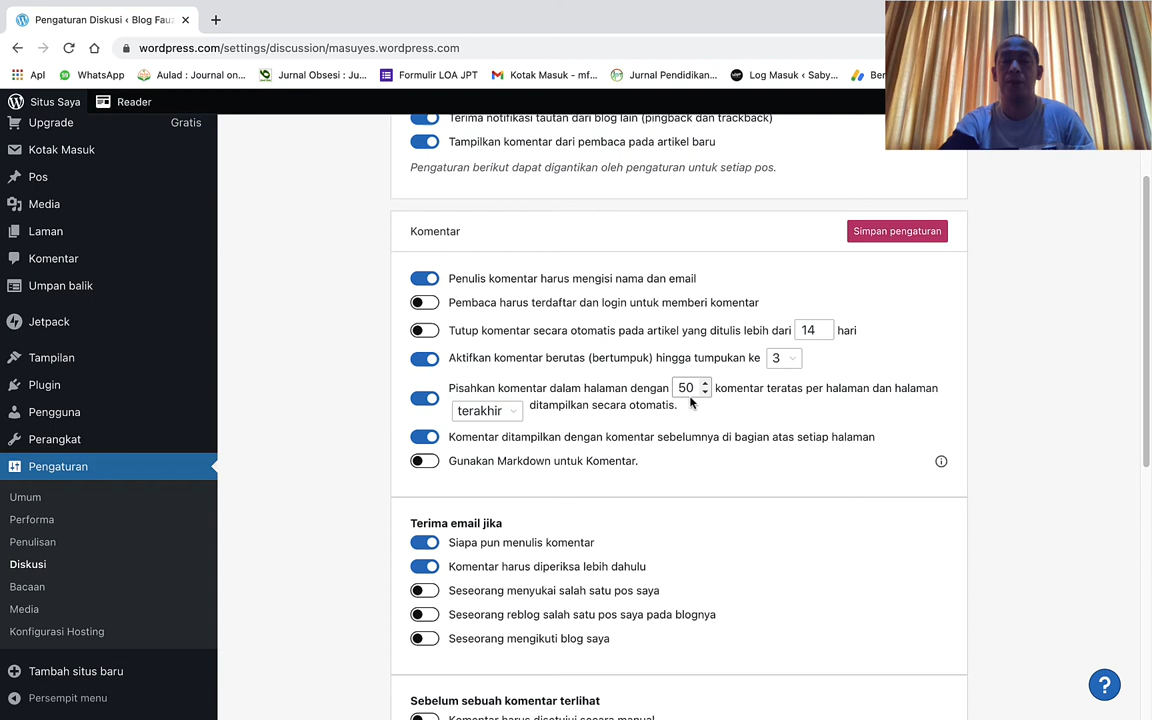 Pengaturan Diskusi ‹ Blog Fau
wordpress.com/settings/discussion/masuyes.wordpress.com
Apl WhatsApp Aulad : Journal on... Jurnal Obsesi : Ju... Formulir LOA JPT Kotak Masuk - mf... Jurnal Pendidikan... Log Masuk ‹ Saby... Ber
Situs Saya Reader
Upgrade Gratis
Kotak Masuk
Pos
Media
Laman
Komentar
Umpan balik
Jetpack
Tampilan
Plugin
Pengguna
Perangkat
Pengaturan
Umum
Performa
Penulisan
Diskusi
Bacaan
Media
Konfigurasi Hosting
Tambah situs baru
Persempit menu
Terima notifikasi tautan dari blog lain (pingback dan trackback)
Tampilkan komentar dari pembaca pada artikel baru
Pengaturan berikut dapat digantikan oleh pengaturan untuk setiap pos.
Komentar Simpan pengaturan
Penulis komentar harus mengisi nama dan email
Pembaca harus terdaftar dan login untuk memberi komentar
Tutup komentar secara otomatis pada artikel yang ditulis lebih dari 14 hari
Aktifkan komentar berutas (bertumpuk) hingga tumpukan ke 3
Pisahkan komentar dalam halaman dengan 50 komentar teratas per halaman dan halaman
terakhir ditampilkan secara otomatis.
Komentar ditampilkan dengan komentar sebelumnya di bagian atas setiap halaman
Gunakan Markdown untuk Komentar.
Terima email jika
Siapa pun menulis komentar
Komentar harus diperiksa lebih dahulu
Seseorang menyukai salah satu pos saya
Seseorang reblog salah satu pos saya pada blognya
Seseorang mengikuti blog saya
Sebelum sebuah komentar terlihat
Komentar harus disetujui secara manual
?